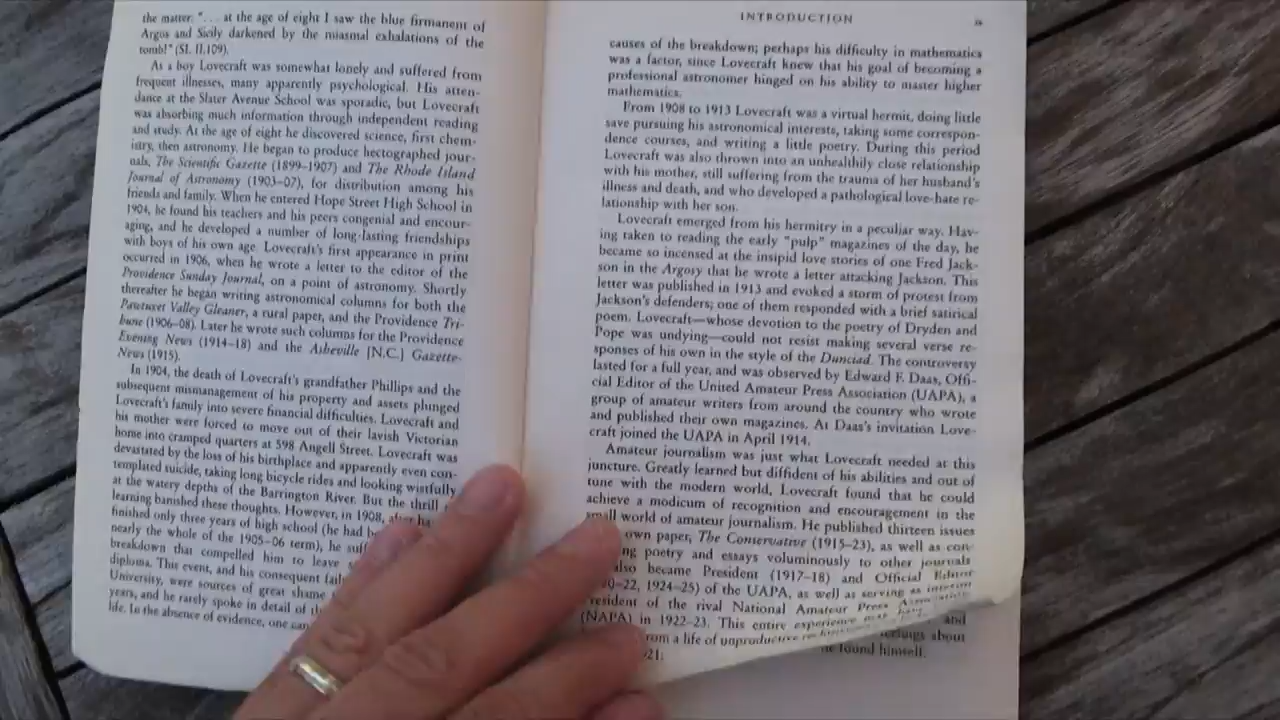 the matter: ". . . at the age of eight I saw the blue firmanent of
Argos and Sicily darkened by the miasmal exhalations of the
tomb!" (SL II,109).
As a boy Lovecraft was somewhat lonely and suffered from
frequent illnesses, many apparently psychological. His atten-
dance at the Slater Avenue School was sporadic, but Lovecraft
was absorbing much information through independent reading
and study. At the age of eight he discovered science, first chem-
istry, then astronomy. He began to produce hectographed jour-
nals, The Scientific Gazette (1899–1907) and The Rhode Island
Journal of Astronomy (1903–07), for distribution among his
friends and family. When he entered Hope Street High School in
1904, he found his teachers and his peers congenial and encour-
aging, and he developed a number of long-lasting friendships
with boys of his own age. Lovecraft's first appearance in print
occurred in 1906, when he wrote a letter to the editor of the
Providence Sunday Journal, on a point of astronomy. Shortly
thereafter he began writing astronomical columns for both the
Pawtuxet Valley Gleaner, a rural paper, and the Providence Tri-
bune (1906–08). Later he wrote such columns for the Providence
Evening News (1914–18) and the Asheville [N.C.] Gazette-
News (1915).
In 1904, the death of Lovecraft's grandfather Phillips and the
subsequent mismanagement of his property and assets plunged
Lovecraft's family into severe financial difficulties. Lovecraft and
his mother were forced to move out of their lavish Victorian
home into cramped quarters at 598 Angell Street. Lovecraft was
devastated by the loss of his birthplace and apparently even con-
templated suicide, taking long bicycle rides and looking wistfully
at the watery depths of the Barrington River. But the thrill
learning banished these thoughts. However, in 1908, after
finished only three years of high school (he had
nearly the whole of the 1905–06 term), he
breakdown that compelled him to leave
diploma. This event, and his consequent
University, were sources of great shame
years, and he rarely spoke in detail of
life. In the absence of evidence, one can
INTRODUCTION
causes of the breakdown; perhaps his difficulty in mathematics
was a factor, since Lovecraft knew that his goal of becoming a
professional astronomer hinged on his ability to master higher
mathematics.
From 1908 to 1913 Lovecraft was a virtual hermit, doing little
save pursuing his astronomical interests, taking some correspon-
dence courses, and writing a little poetry. During this period
Lovecraft was also thrown into an unhealthily close relationship
with his mother, still suffering from the trauma of her husband's
illness and death, and who developed a pathological love-hate re-
lationship with her son.
Lovecraft emerged from his hermitry in a peculiar way. Hav-
ing taken to reading the early "pulp" magazines of the day, he
became so incensed at the insipid love stories of one Fred Jack-
son in the Argosy that he wrote a letter attacking Jackson. This
letter was published in 1913 and evoked a storm of protest from
Jackson's defenders; one of them responded with a brief satirical
poem. Lovecraft—whose devotion to the poetry of Dryden and
Pope was undying—could not resist making several verse re-
sponses of his own in the style of the Dunciad. The controversy
lasted for a full year, and was observed by Edward F. Daas, Offi-
cial Editor of the United Amateur Press Association (UAPA), a
group of amateur writers from around the country who wrote
and published their own magazines. At Daas's invitation Love-
craft joined the UAPA in April 1914.
Amateur journalism was just what Lovecraft needed at this
juncture. Greatly learned but diffident of his abilities and out of
tune with the modern world, Lovecraft found that he could
achieve a modicum of recognition and encouragement in the
small world of amateur journalism. He published thirteen issues
own paper, The Conservative (1915–23), as well as con-
poetry and essays voluminously to other journals
also became President (1917–18) and Official Editor
20–22, 1924–25) of the UAPA, as well as serving as interim
resident of the rival National Amateur Press
(NAPA) in 1922–23. This entire experience and
from a life of unproductive about
21: he found himself.